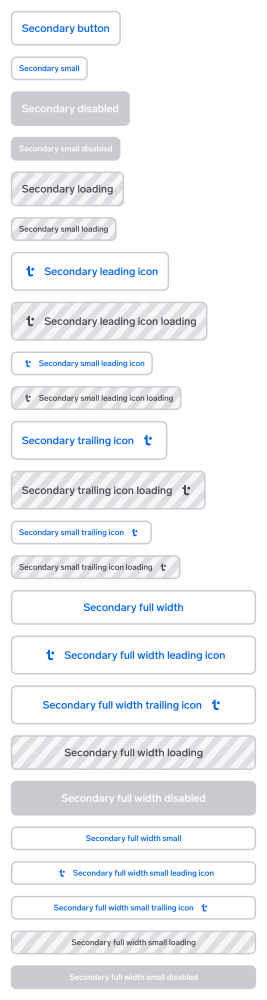 Secondary button
Secondary small
Secondary disabled
Secondary small disabled
Secondary loading
Secondary small loading
Secondary leading icon
Secondary leading icon loading
Secondary small leading icon
Secondary small leading icon loading
Secondary trailing icon
Secondary trailing icon loading
Secondary small trailing icon
Secondary small trailing icon loading
Secondary full width
Secondary full width leading icon
Secondary full width trailing icon
Secondary full width loading
Secondary full width disabled
Secondary full width small
Secondary full width small leading icon
Secondary full width small trailing icon
Secondary full width small loading
Secondary full width small disabled